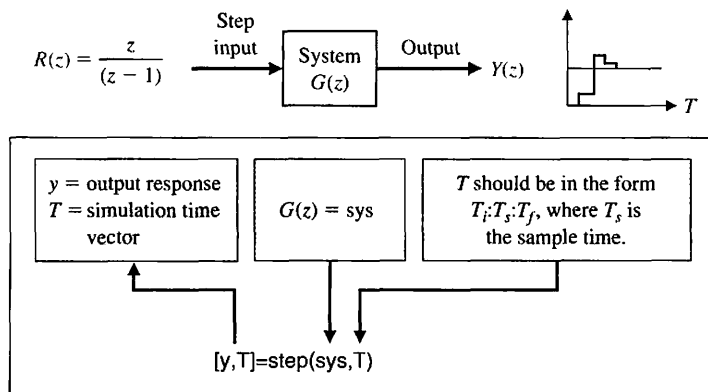 Step
input
R(z) = z / (z − 1)
System
G(z)
Output
Y(z)
T
y = output response
T = simulation time
vector
G(z) = sys
T should be in the form
Tᵢ:Tₛ:T_f, where Tₛ is
the sample time.
[y,T]=step(sys,T)